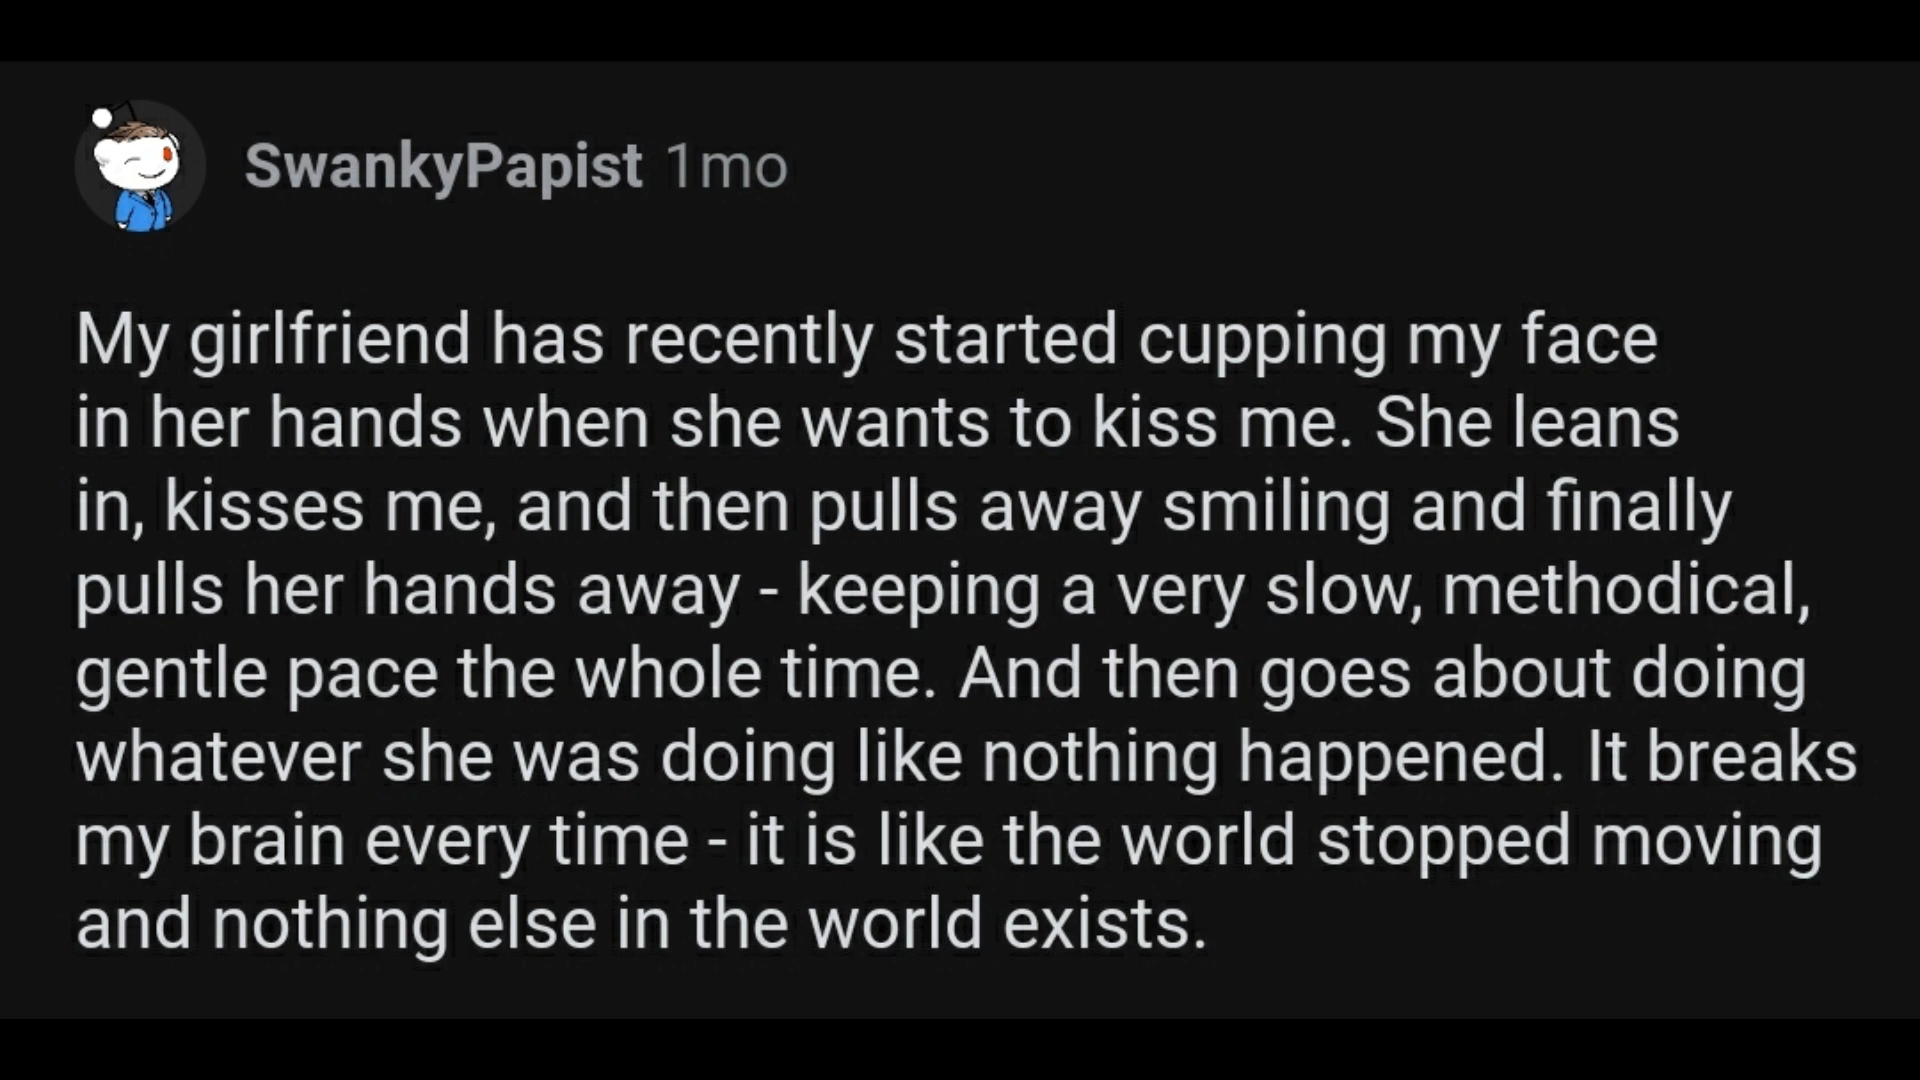 SwankyPapist 1mo
My girlfriend has recently started cupping my face
in her hands when she wants to kiss me. She leans
in, kisses me, and then pulls away smiling and finally
pulls her hands away - keeping a very slow, methodical,
gentle pace the whole time. And then goes about doing
whatever she was doing like nothing happened. It breaks
my brain every time - it is like the world stopped moving
and nothing else in the world exists.